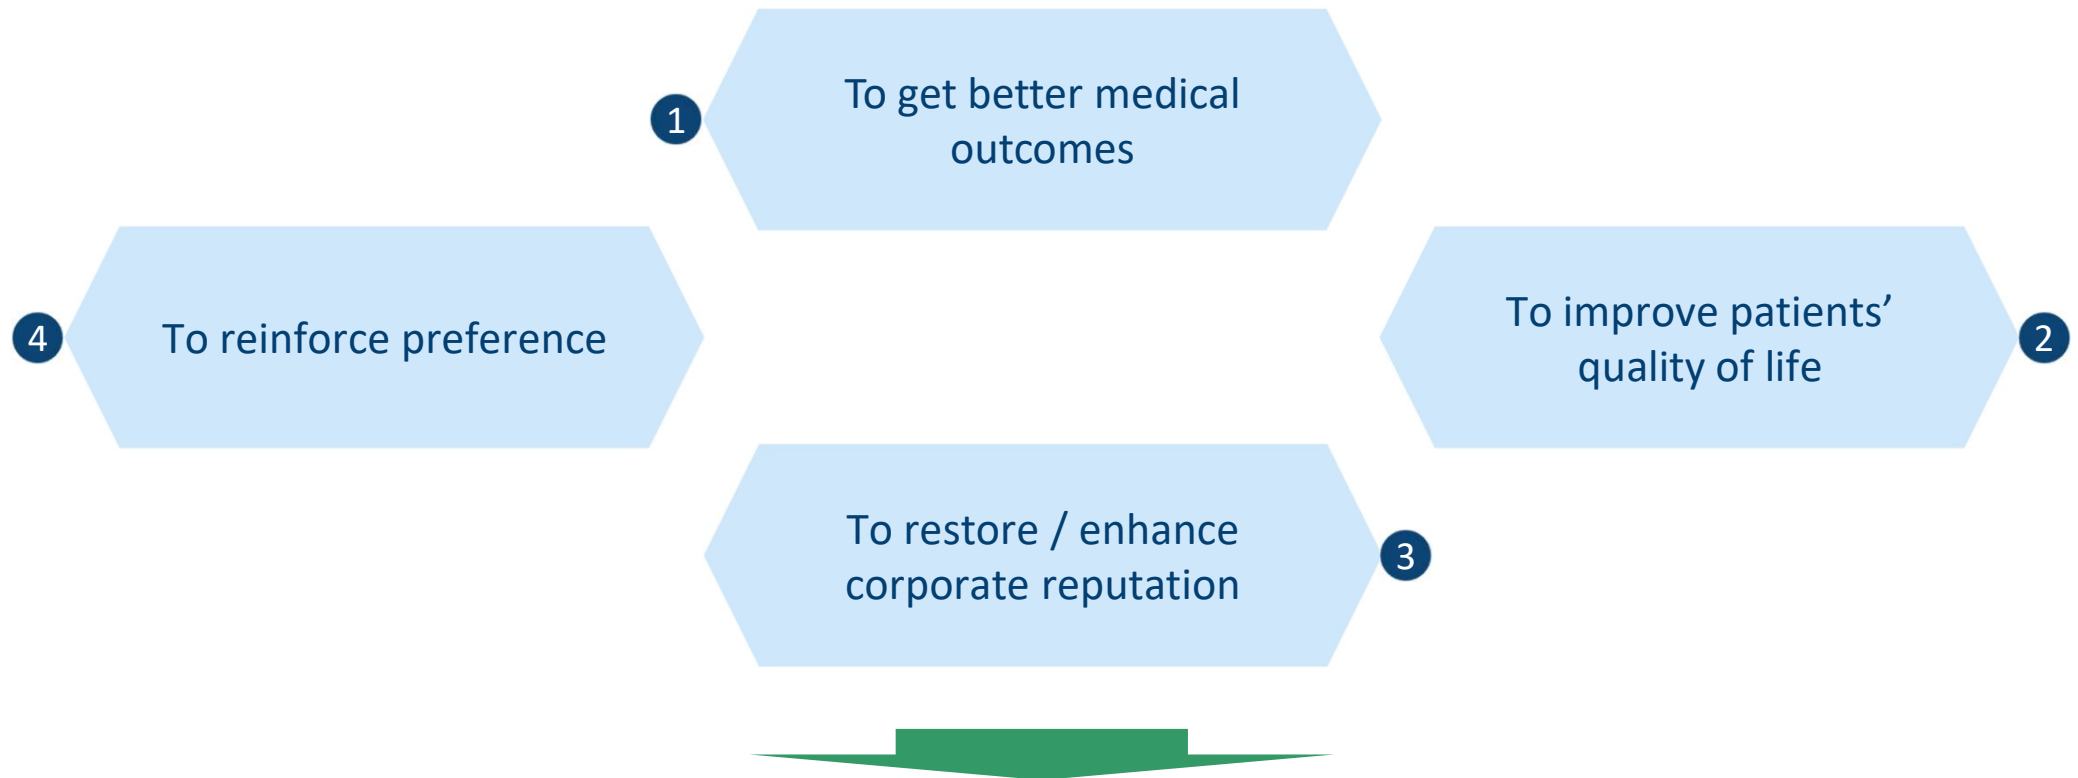 1
To get better medical
outcomes
To improve patients’
quality of life
2
To restore / enhance
corporate reputation
3
4
To reinforce preference